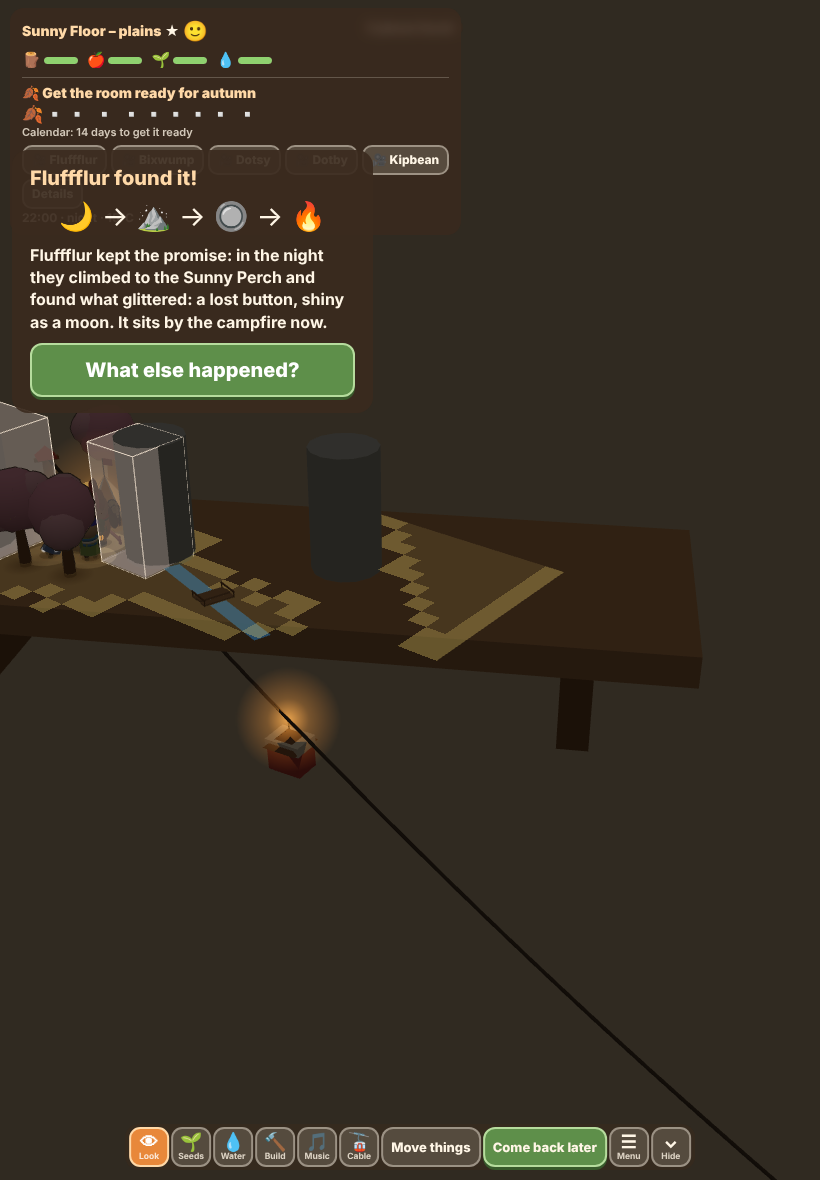 Sunny Floor – plains ★
Get the room ready for autumn
Calendar: 14 days to get it ready
Fluffflur Bixwump Dotsy Dotby Kipbean
Details
Fluffflur found it!
22:00
Fluffflur kept the promise: in the night
they climbed to the Sunny Perch and
found what glittered: a lost button, shiny
as a moon. It sits by the campfire now.
What else happened?
Look Seeds Water Build Music Cable Move things Come back later Menu Hide